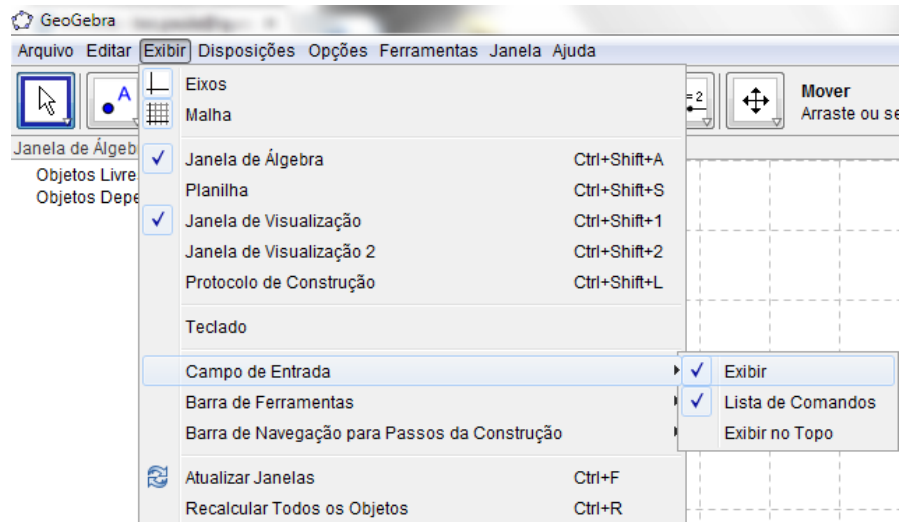 GeoGebra
Arquivo Editar Exibir Disposições Opções Ferramentas Janela Ajuda
A
=2
Mover
Arraste ou se
Janela de Álgeb
Objetos Livre
Objetos Depe
Eixos
Malha
Janela de Álgebra Ctrl+Shift+A
Planilha Ctrl+Shift+S
Janela de Visualização Ctrl+Shift+1
Janela de Visualização 2 Ctrl+Shift+2
Protocolo de Construção Ctrl+Shift+L
Teclado
Campo de Entrada
Barra de Ferramentas
Barra de Navegação para Passos da Construção
Atualizar Janelas Ctrl+F
Recalcular Todos os Objetos Ctrl+R
Exibir
Lista de Comandos
Exibir no Topo